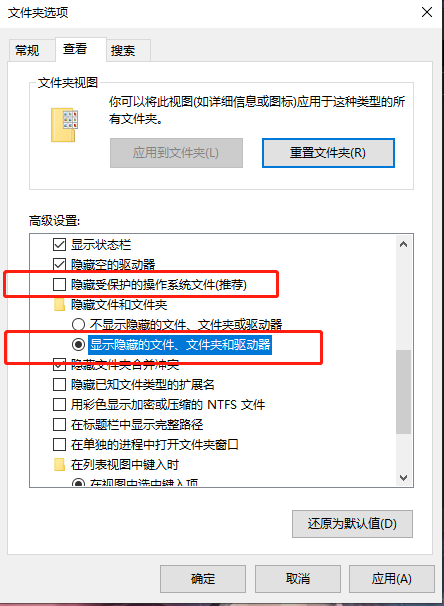 文件夹选项
常规 查看 搜索
文件夹视图
你可以将此视图(如详细信息或图标)应用于这种类型的所
有文件夹。
应用到文件夹(L) 重置文件夹(R)
高级设置:
显示状态栏
隐藏空的驱动器
隐藏受保护的操作系统文件(推荐)
隐藏文件和文件夹
不显示隐藏的文件、文件夹或驱动器
显示隐藏的文件、文件夹和驱动器
隐藏文件夹合并冲突
隐藏已知文件类型的扩展名
用彩色显示加密或压缩的 NTFS 文件
在标题栏中显示完整路径
在单独的进程中打开文件夹窗口
在列表视图中键入时
在视图中选中键入项
还原为默认值(D)
确定 取消 应用(A)